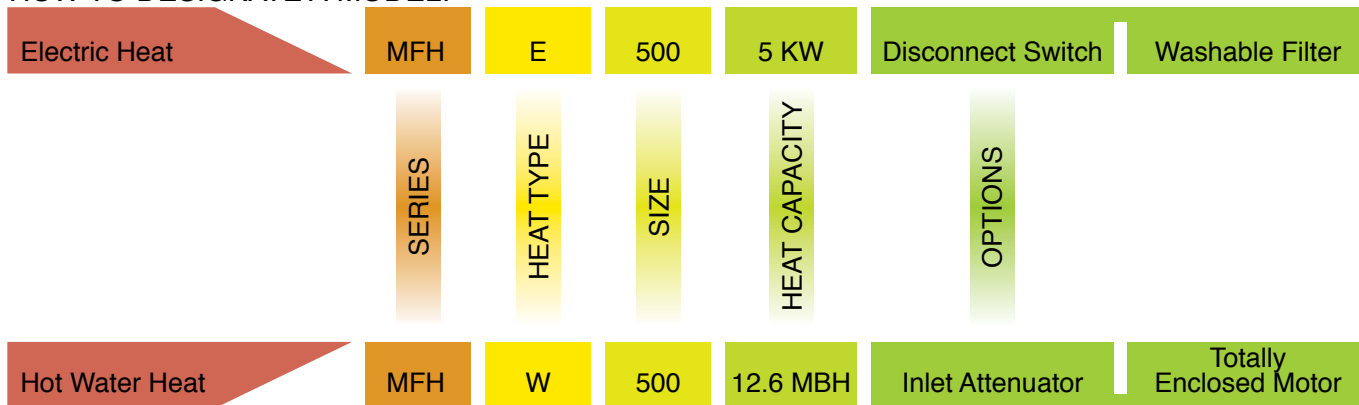 Electric Heat MFH E 500 5 KW Disconnect Switch Washable Filter
SERIES
HEAT TYPE
SIZE
HEAT CAPACITY
OPTIONS
Hot Water Heat MFH W 500 12.6 MBH Inlet Attenuator Totally
Enclosed Motor